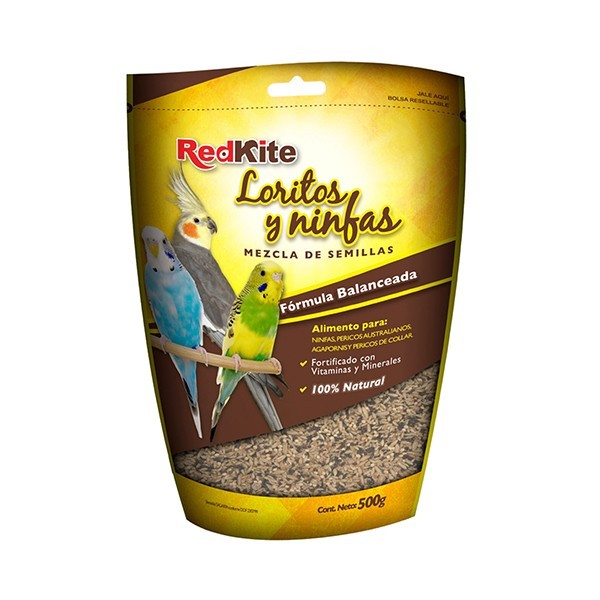 JALE AQUI
BOLSA RESELLABLE
RedKite
Loritos
y ninfas
MEZCLA DE SEMILLAS
Fórmula Balanceada
Alimento para:
NINFAS, PERICOS AUSTRALIANOS,
AGAPORNIS Y PERICOS DE COLLAR.
Fortificado con
Vitaminas y Minerales
100% Natural
Cont. Neto: 500g